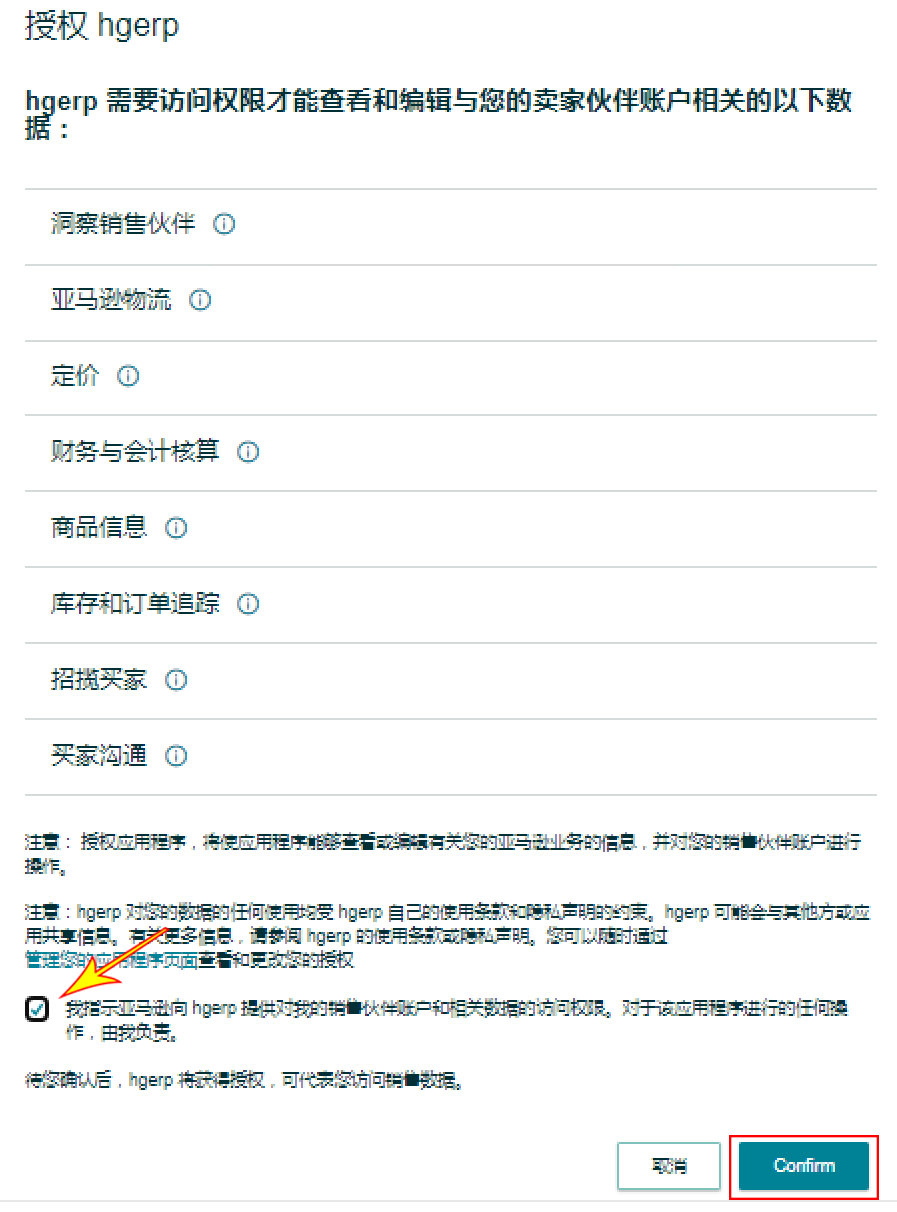 授权 hgerp
hgerp 需要访问权限才能查看和编辑与您的卖家伙伴账户相关的以下数
据：
洞察销售伙伴
亚马逊物流
定价
财务与会计核算
商品信息
库存和订单追踪
招揽买家
买家沟通
注意： 授权应用程序，将使应用程序能够查看或编辑有关您的亚马逊业务的信息，并对您的销售伙伴账户进行
操作。
注意：hgerp 对您的数据的任何使用均受 hgerp 自己的使用条款和隐私声明的约束。hgerp 可能会与其他方或应
用共享信息。有关更多信息，请参阅 hgerp 的使用条款或隐私声明。您可以随时通过
管理您的应用程序页面查看和更改您的授权
我指示亚马逊向 hgerp 提供对我的销售伙伴账户和相关数据的访问权限。对于该应用程序进行的任何操
作，由我负责。
待您确认后，hgerp 将获得授权，可代表您访问销售数据。
取消
Confirm